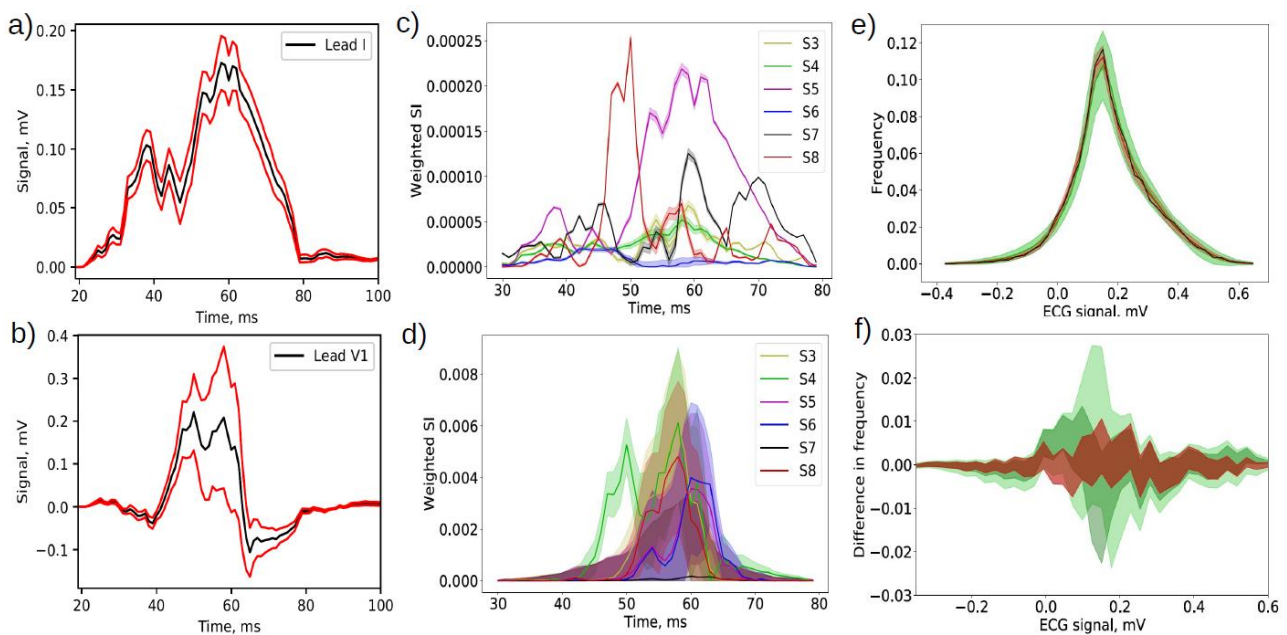 a)
Signal, mV
0.20
0.15
0.10
0.05
0.00
20 40 60 80 100
Time, ms
Lead I
b)
Signal, mV
0.4
0.3
0.2
0.1
0.0
−0.1
20 40 60 80 100
Time, ms
Lead V1
c)
Weighted SI
0.00025
0.00020
0.00015
0.00010
0.00005
0.00000
30 40 50 60 70 80
Time, ms
S3
S4
S5
S6
S7
S8
d)
Weighted SI
0.008
0.006
0.004
0.002
0.000
30 40 50 60 70 80
Time, ms
S3
S4
S5
S6
S7
S8
e)
Frequency
0.12
0.10
0.08
0.06
0.04
0.02
0.00
−0.4 −0.2 0.0 0.2 0.4 0.6
ECG signal, mV
f)
Difference in frequency
0.03
0.02
0.01
0.00
−0.01
−0.02
−0.03
−0.2 0.0 0.2 0.4 0.6
ECG signal, mV